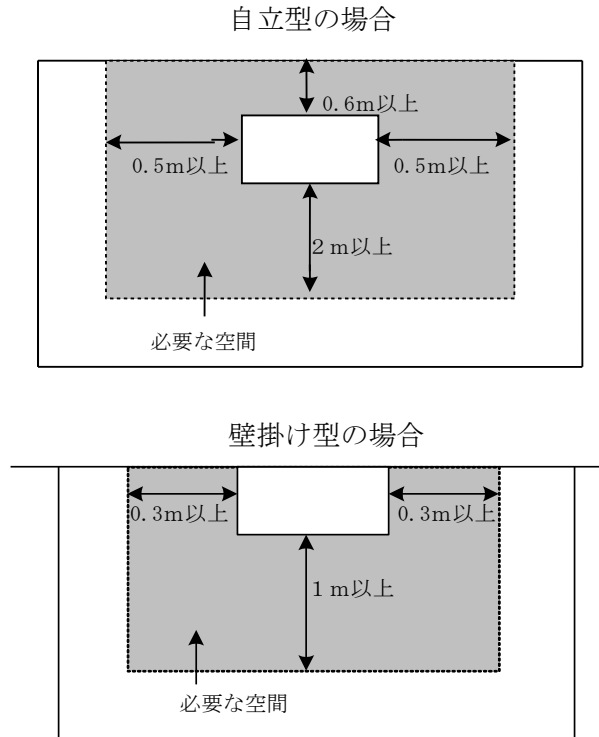 自立型の場合
0.6m以上
0.5m以上
0.5m以上
2m以上
必要な空間
壁掛け型の場合
0.3m以上
0.3m以上
1m以上
必要な空間